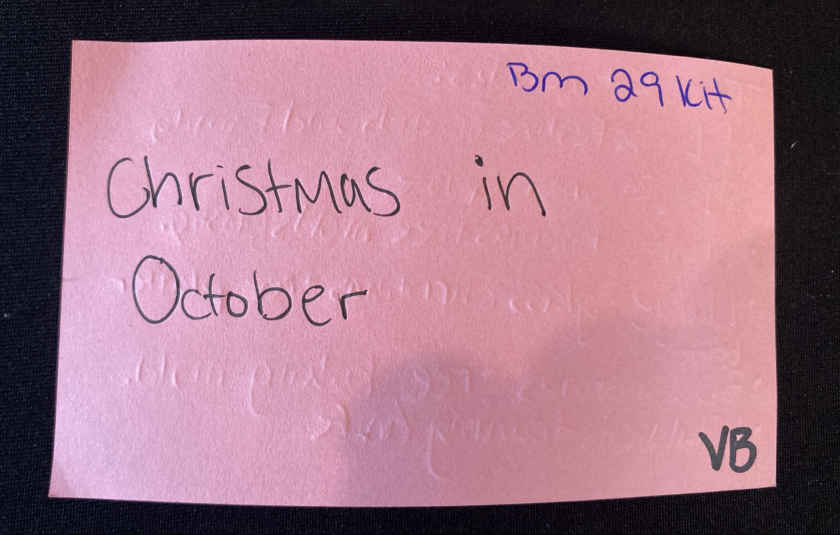 Bm 29 Kit
Christmas in
October
VB